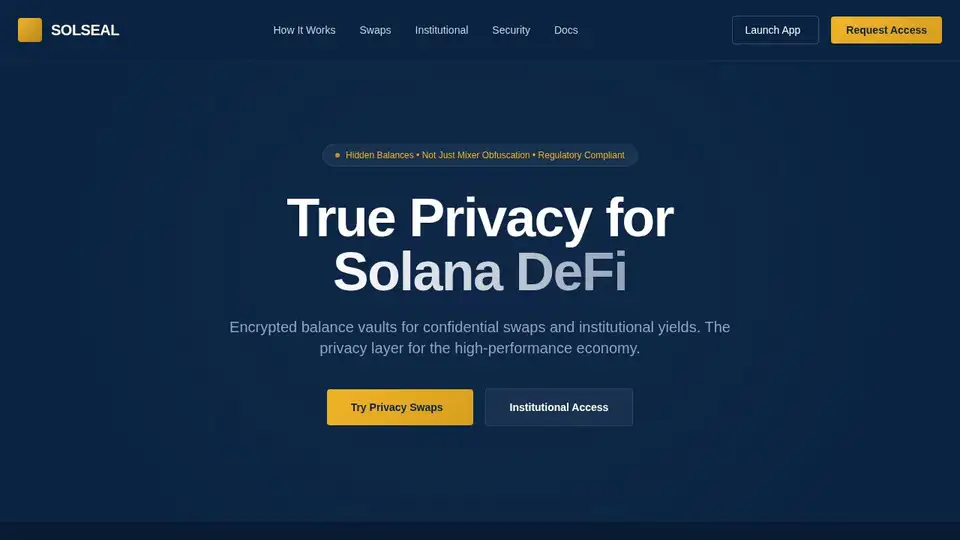 SOLSEAL
How It Works
Swaps
Institutional
Security
Docs
Launch App
Request Access
Hidden Balances • Not Just Mixer Obfuscation • Regulatory Compliant
True Privacy for
Solana DeFi
Encrypted balance vaults for confidential swaps and institutional yields. The
privacy layer for the high-performance economy.
Try Privacy Swaps
Institutional Access